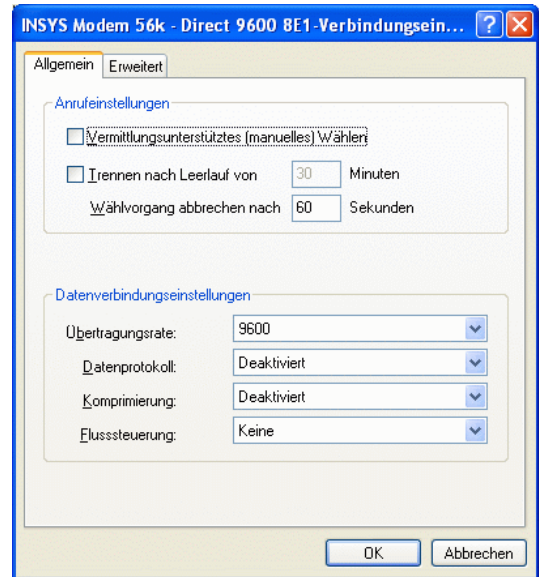 INSYS Modem 56k - Direct 9600 8E1-Verbindungsein... ?
Allgemein Erweitert
Anrufeinstellungen
Vermittlungsunterstütztes (manuelles) Wählen
Trennen nach Leerlauf von 30 Minuten
Wählvorgang abbrechen nach 60 Sekunden
Datenverbindungseinstellungen
Übertragungsrate: 9600
Datenprotokoll: Deaktiviert
Komprimierung: Deaktiviert
Flusssteuerung: Keine
OK Abbrechen